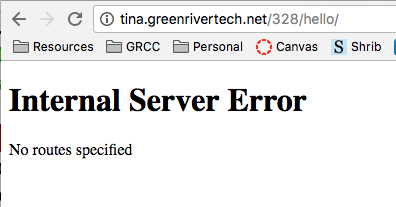 tina.greenrivertech.net/328/hello/
Resources GRCC Personal Canvas S Shrib
Internal Server Error
No routes specified